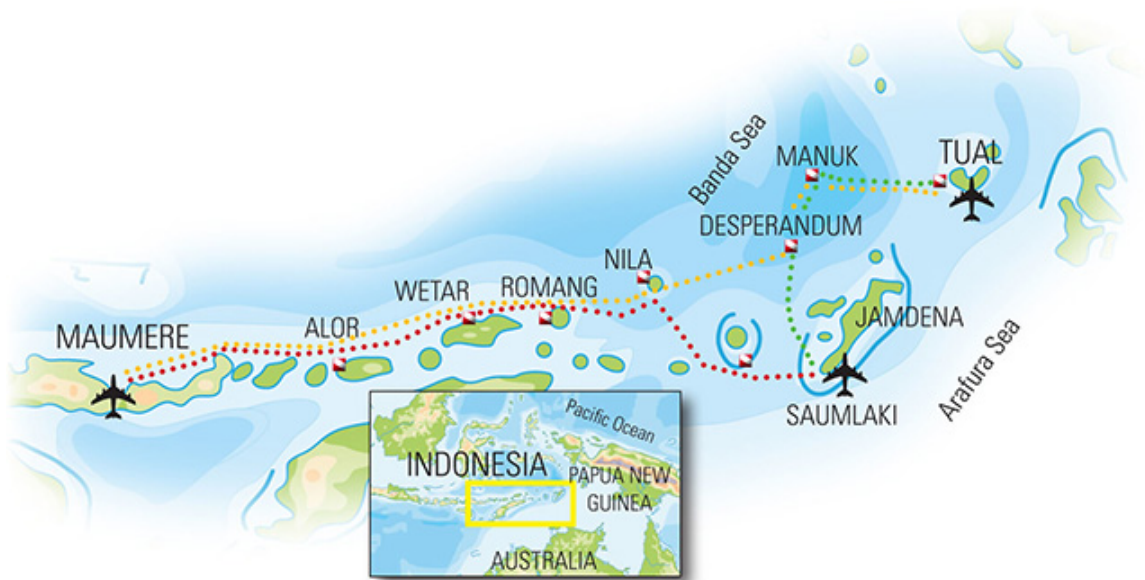 Banda Sea
MANUK
TUAL
DESPERANDUM
NILA
WETAR
ROMANG
ALOR
MAUMERE
JAMDENA
SAUMLAKI
Arafura Sea
Pacific Ocean
INDONESIA
PAPUA NEW
GUINEA
AUSTRALIA